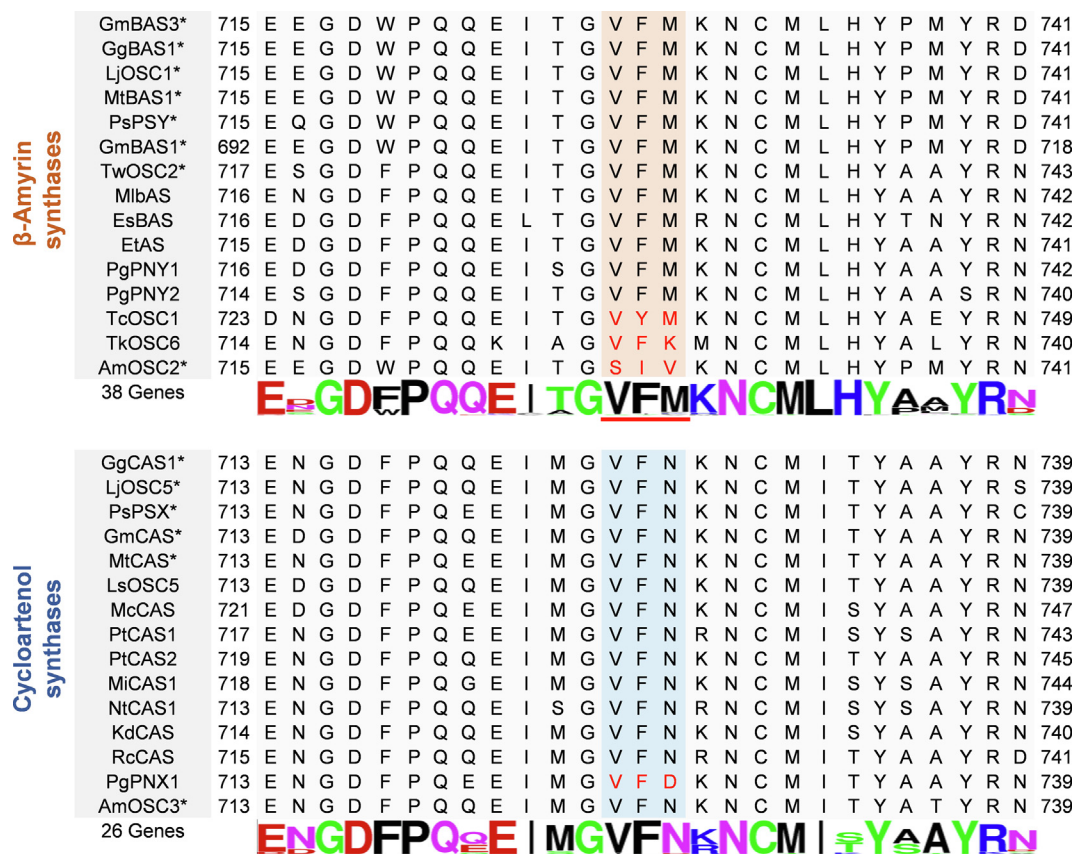 β-Amyrin synthases
GmBAS3* 715 E E G D W P Q Q E I T G V F M K N C M L H Y P M Y R D 741
GgBAS1* 715 E E G D W P Q Q E I T G V F M K N C M L H Y P M Y R D 741
LjOSC1* 715 E E G D W P Q Q E I T G V F M K N C M L H Y P M Y R D 741
MtBAS1* 715 E E G D W P Q Q E I T G V F M K N C M L H Y P M Y R D 741
PsPSY* 715 E Q G D W P Q Q E I T G V F M K N C M L H Y P M Y R D 741
GmBAS1* 692 E E G D W P Q Q E I T G V F M K N C M L H Y P M Y R D 718
TwOSC2* 717 E S G D F P Q Q E I T G V F M K N C M L H Y A A Y R N 743
MlbAS 716 E N G D F P Q Q E I T G V F M K N C M L H Y A A Y R N 742
EsBAS 716 E D G D F P Q Q E L T G V F M R N C M L H Y T N Y R N 742
EtAS 715 E D G D F P Q Q E I T G V F M K N C M L H Y A A Y R N 741
PgPNY1 716 E D G D F P Q Q E I S G V F M K N C M L H Y A A Y R N 742
PgPNY2 714 E S G D F P Q Q E I T G V F M K N C M L H Y A A S R N 740
TcOSC1 723 D N G D F P Q Q E I T G V Y M K N C M L H Y A E Y R N 749
TkOSC6 714 E N G D F P Q Q K I A G V F K M N C M L H Y A L Y R N 740
AmOSC2* 715 E E G D W P Q Q E I T G S I V K N C M L H Y P M Y R D 741
38 Genes E G D F P Q Q E I T G V F M K N C M L H Y A A Y R N
Cycloartenol synthases
GgCAS1* 713 E N G D F P Q Q E I M G V F N K N C M I T Y A A Y R N 739
LjOSC5* 713 E N G D F P Q Q E I M G V F N K N C M I T Y A A Y R S 739
PsPSX* 713 E N G D F P Q E E I M G V F N K N C M I T Y A A Y R C 739
GmCAS* 713 E D G D F P Q Q E I M G V F N K N C M I T Y A A Y R N 739
MtCAS* 713 E N G D F P Q E E I M G V F N K N C M I T Y A A Y R N 739
LsOSC5 713 E D G D F P Q Q E I M G V F N K N C M I T Y A A Y R N 739
McCAS 721 E D G D F P Q E E I M G V F N K N C M I S Y A A Y R N 747
PtCAS1 717 E N G D F P Q E E I M G V F N R N C M I S Y S A Y R N 743
PtCAS2 719 E N G D F P Q Q E I M G V F N K N C M I T Y A A Y R N 745
MiCAS1 718 E N G D F P Q G E I M G V F N K N C M I S Y S A Y R N 744
NtCAS1 713 E N G D F P Q Q E I S G V F N R N C M I T Y S A Y R N 739
KdCAS 714 E N G D F P Q Q E I M G V F N K N C M I S Y A A Y R N 740
RcCAS 715 E N G D F P Q Q E I M G V F N R N C M I T Y A A Y R D 741
PgPNX1 713 E N G D F P Q E E I M G V F D K N C M I T Y A A Y R N 739
AmOSC3* 713 E N G D F P Q Q E I M G V F N K N C M I T Y A T Y R N 739
26 Genes E N G D F P Q Q E I M G V F N K N C M I S Y A A Y R N